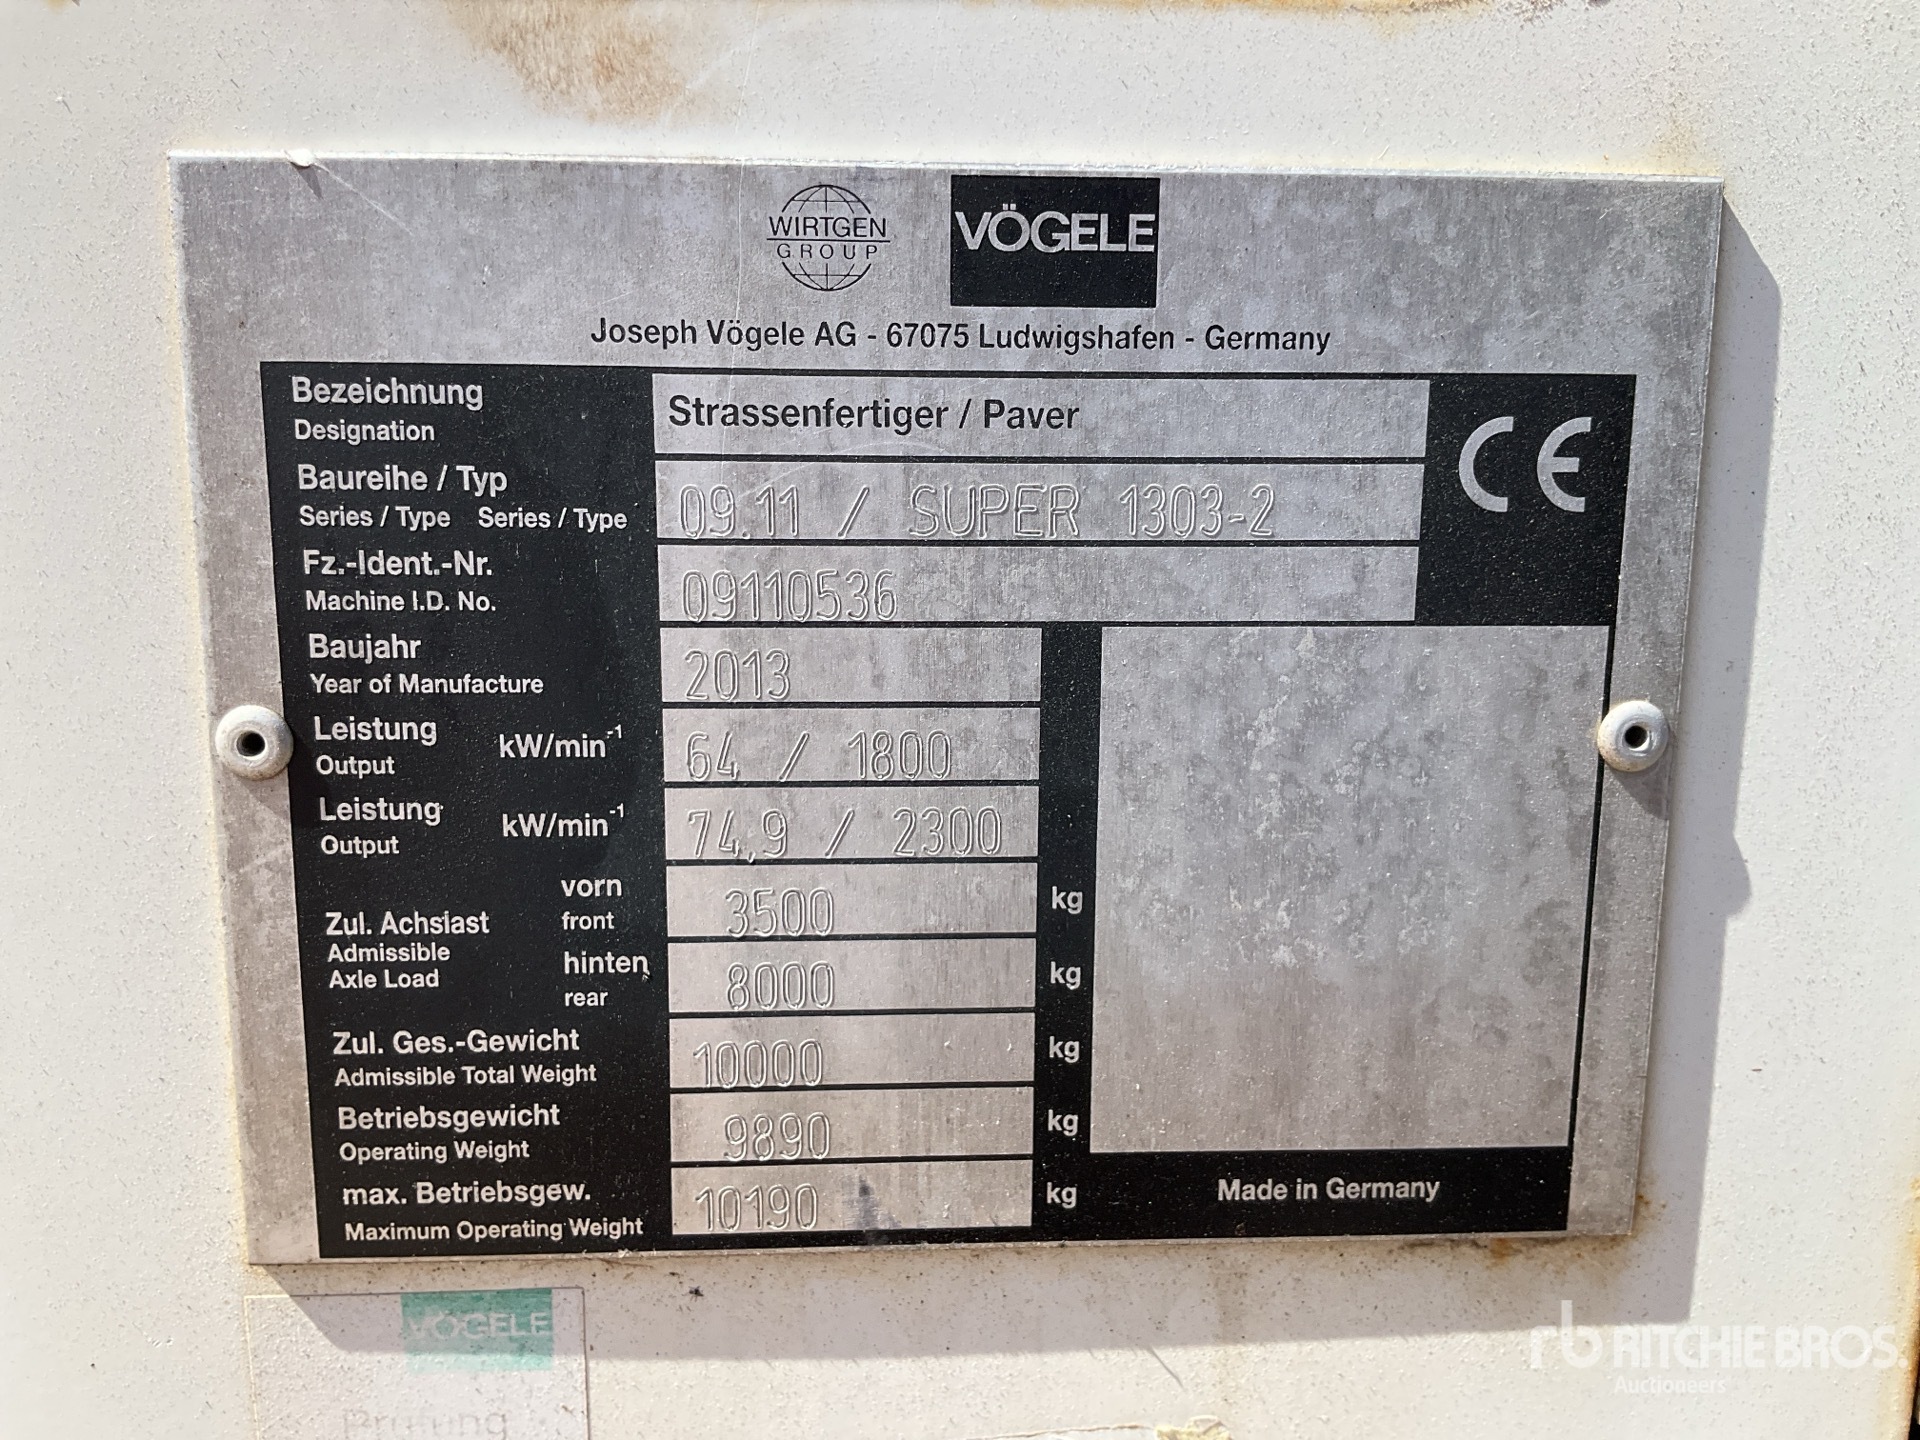 WIRTGEN
GROUP
VÖGELE
Joseph Vögele AG - 67075 Ludwigshafen - Germany
Bezeichnung
Designation
Strassenfertiger / Paver
CE
Baureihe / Typ
Series / Type Series / Type
09.11 / SUPER 1303-2
Fz.-Ident.-Nr.
Machine I.D. No.
09110536
Baujahr
Year of Manufacture
2013
Leistung
Output
kW/min-1
64 / 1800
Leistung
Output
kW/min-1
74,9 / 2300
Zul. Achslast
Admissible
Axle Load
vorn
front
3500 kg
hinten
rear
8000 kg
Zul. Ges.-Gewicht
Admissible Total Weight
10000 kg
Betriebsgewicht
Operating Weight
9890 kg
max. Betriebsgew.
Maximum Operating Weight
10190 kg
Made in Germany
VÖGELE
Prüfung
rb RITCHIE BROS.
Auctioneers